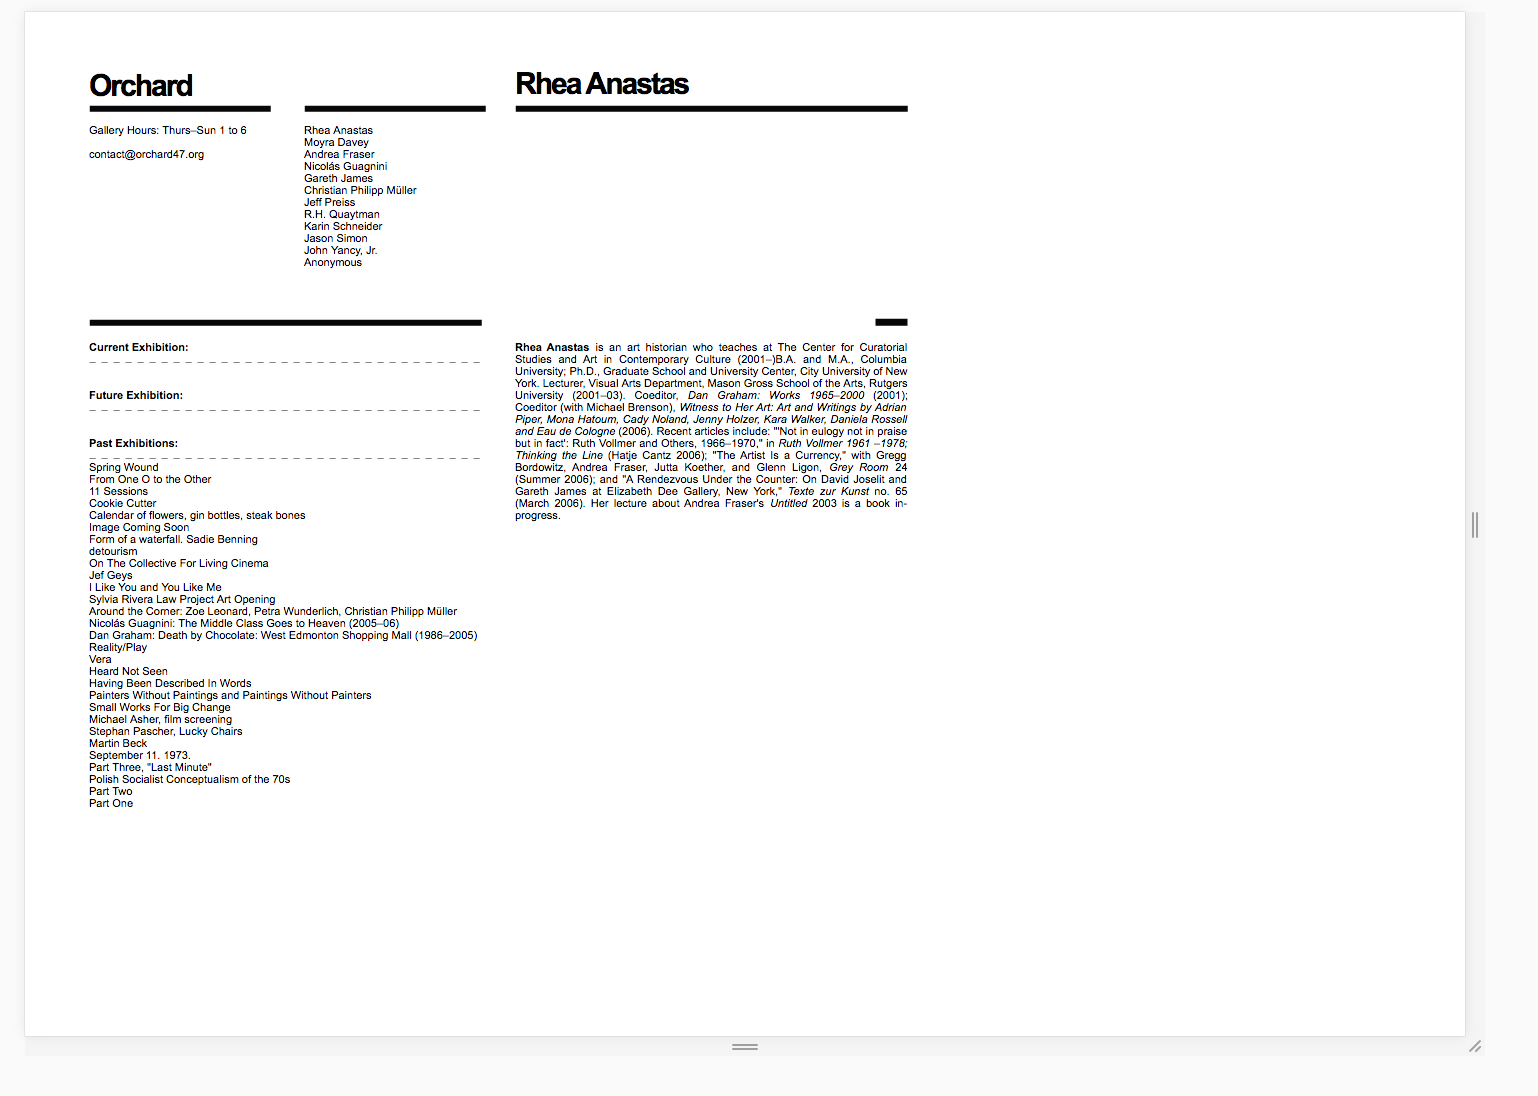 Orchard
Gallery Hours: Thurs–Sun 1 to 6
contact@orchard47.org
Rhea Anastas
Moyra Davey
Andrea Fraser
Nicolás Guagnini
Gareth James
Christian Philipp Müller
Jeff Preiss
R.H. Quaytman
Karin Schneider
Jason Simon
John Yancy, Jr.
Anonymous
Current Exhibition:
Future Exhibition:
Past Exhibitions:
Spring Wound
From One O to the Other
11 Sessions
Cookie Cutter
Calendar of flowers, gin bottles, steak bones
Image Coming Soon
Form of a waterfall. Sadie Benning
detourism
On The Collective For Living Cinema
Jef Geys
I Like You and You Like Me
Sylvia Rivera Law Project Art Opening
Around the Corner: Zoe Leonard, Petra Wunderlich, Christian Philipp Müller
Nicolás Guagnini: The Middle Class Goes to Heaven (2005–06)
Dan Graham: Death by Chocolate: West Edmonton Shopping Mall (1986–2005)
Reality/Play
Vera
Heard Not Seen
Having Been Described In Words
Painters Without Paintings and Paintings Without Painters
Small Works For Big Change
Michael Asher, film screening
Stephan Pascher, Lucky Chairs
Martin Beck
September 11. 1973.
Part Three, "Last Minute"
Polish Socialist Conceptualism of the 70s
Part Two
Part One
Rhea Anastas
Rhea Anastas is an art historian who teaches at The Center for Curatorial
Studies and Art in Contemporary Culture (2001–)B.A. and M.A., Columbia
University; Ph.D., Graduate School and University Center, City University of New
York. Lecturer, Visual Arts Department, Mason Gross School of the Arts, Rutgers
University (2001–03). Coeditor, Dan Graham: Works 1965–2000 (2001);
Coeditor (with Michael Brenson), Witness to Her Art: Art and Writings by Adrian
Piper, Mona Hatoum, Cady Noland, Jenny Holzer, Kara Walker, Daniela Rossell
and Eau de Cologne (2006). Recent articles include: "'Not in eulogy not in praise
but in fact': Ruth Vollmer and Others, 1966–1970," in Ruth Vollmer 1961 –1978;
Thinking the Line (Hatje Cantz 2006); "The Artist Is a Currency," with Gregg
Bordowitz, Andrea Fraser, Jutta Koether, and Glenn Ligon, Grey Room 24
(Summer 2006); and "A Rendezvous Under the Counter: On David Joselit and
Gareth James at Elizabeth Dee Gallery, New York," Texte zur Kunst no. 65
(March 2006). Her lecture about Andrea Fraser's Untitled 2003 is a book in-
progress.